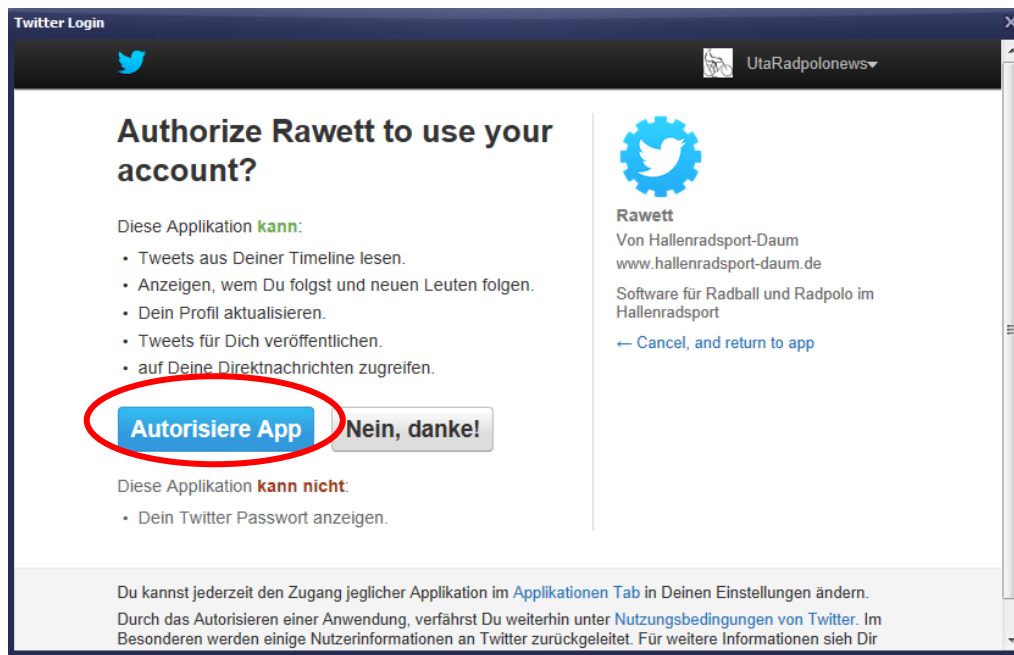 Twitter Login
UtaRadpolonews
Authorize Rawett to use your
account?
Diese Applikation kann:
• Tweets aus Deiner Timeline lesen.
• Anzeigen, wem Du folgst und neuen Leuten folgen.
• Dein Profil aktualisieren.
• Tweets für Dich veröffentlichen.
• auf Deine Direktnachrichten zugreifen.
Autorisiere App
Nein, danke!
Diese Applikation kann nicht:
• Dein Twitter Passwort anzeigen.
Rawett
Von Hallenradsport-Daum
www.hallenradsport-daum.de
Software für Radball und Radpolo im
Hallenradsport
← Cancel, and return to app
Du kannst jederzeit den Zugang jeglicher Applikation im Applikationen Tab in Deinen Einstellungen ändern.
Durch das Autorisieren einer Anwendung, verfährst Du weiterhin unter Nutzungsbedingungen von Twitter. Im
Besonderen werden einige Nutzerinformationen an Twitter zurückgeleitet. Für weitere Informationen sieh Dir